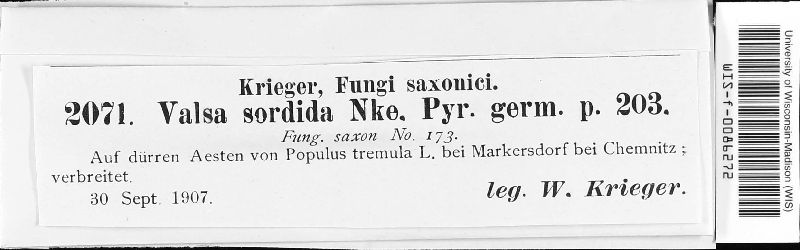 Krieger, Fungi saxonici.
2071. Valsa sordida Nke. Pyr. germ. p. 203.
Fung. saxon No. 173.
Auf dürren Aesten von Populus tremula L. bei Markersdorf bei Chemnitz;
verbreitet.
30 Sept. 1907.
leg. W. Krieger.
University of Wisconsin-Madison (WIS)
WIS-f-0086272